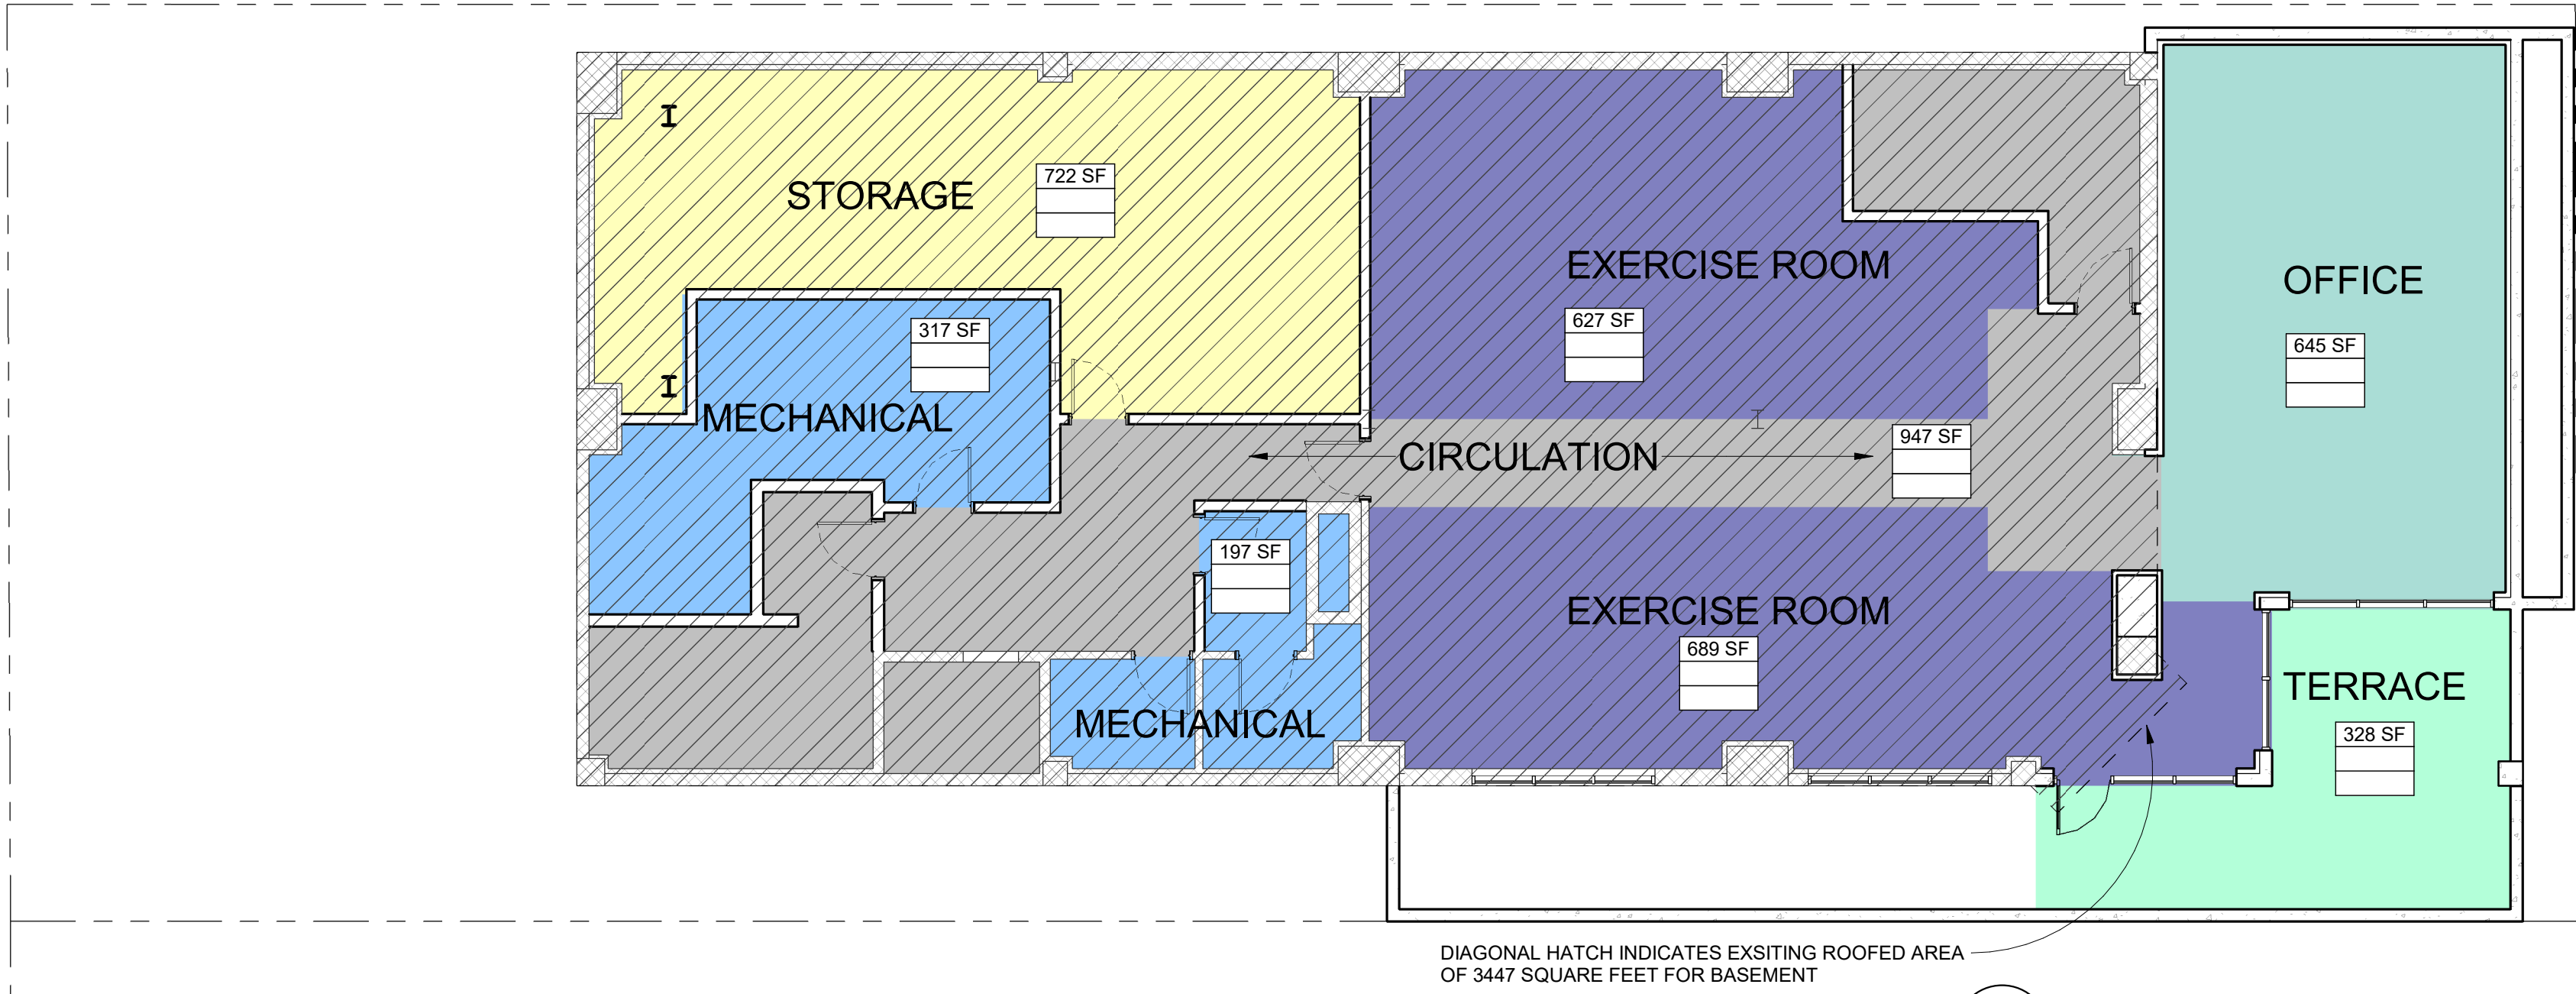 722 SF
STORAGE
EXERCISE ROOM
OFFICE
317 SF
627 SF
645 SF
MECHANICAL
947 SF
CIRCULATION
197 SF
EXERCISE ROOM
689 SF
TERRACE
MECHANICAL
328 SF
DIAGONAL HATCH INDICATES EXSITING ROOFED AREA
OF 3447 SQUARE FEET FOR BASEMENT